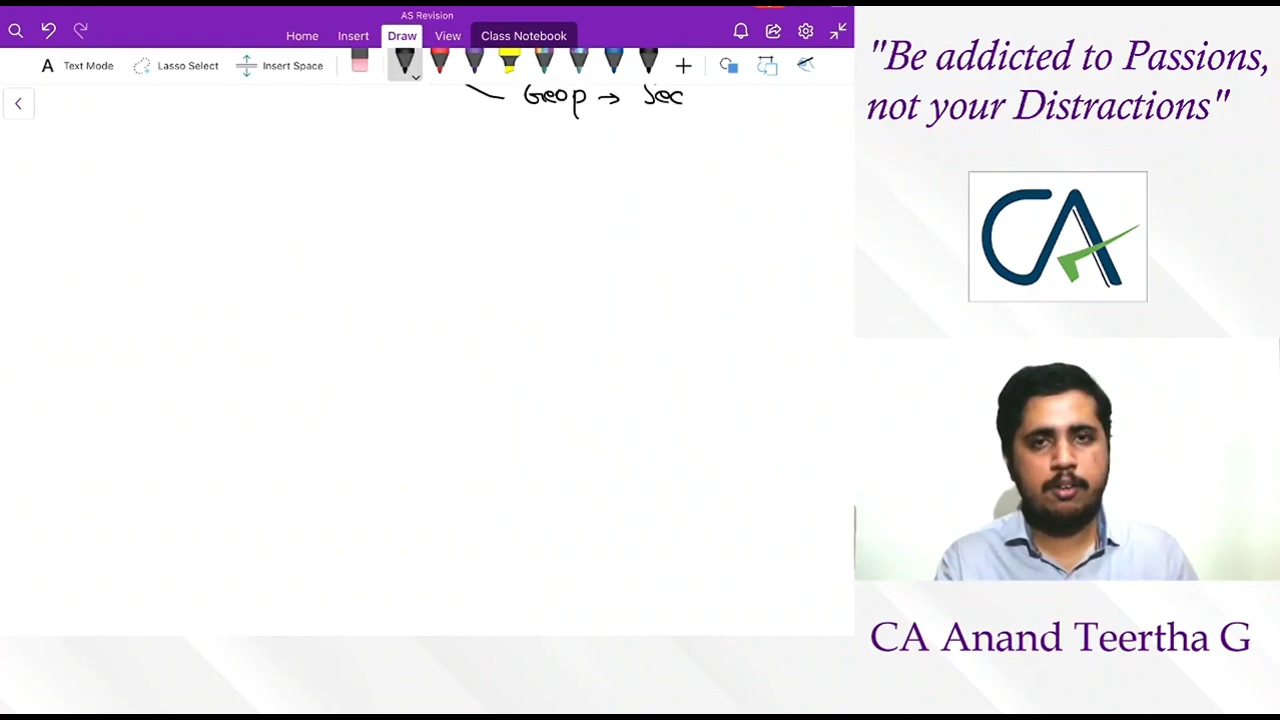 AS Revision
Home Insert Draw View Class Notebook
A Text Mode Lasso Select Insert Space
Geop → Sec
"Be addicted to Passions,
not your Distractions"
CA
CA Anand Teertha G